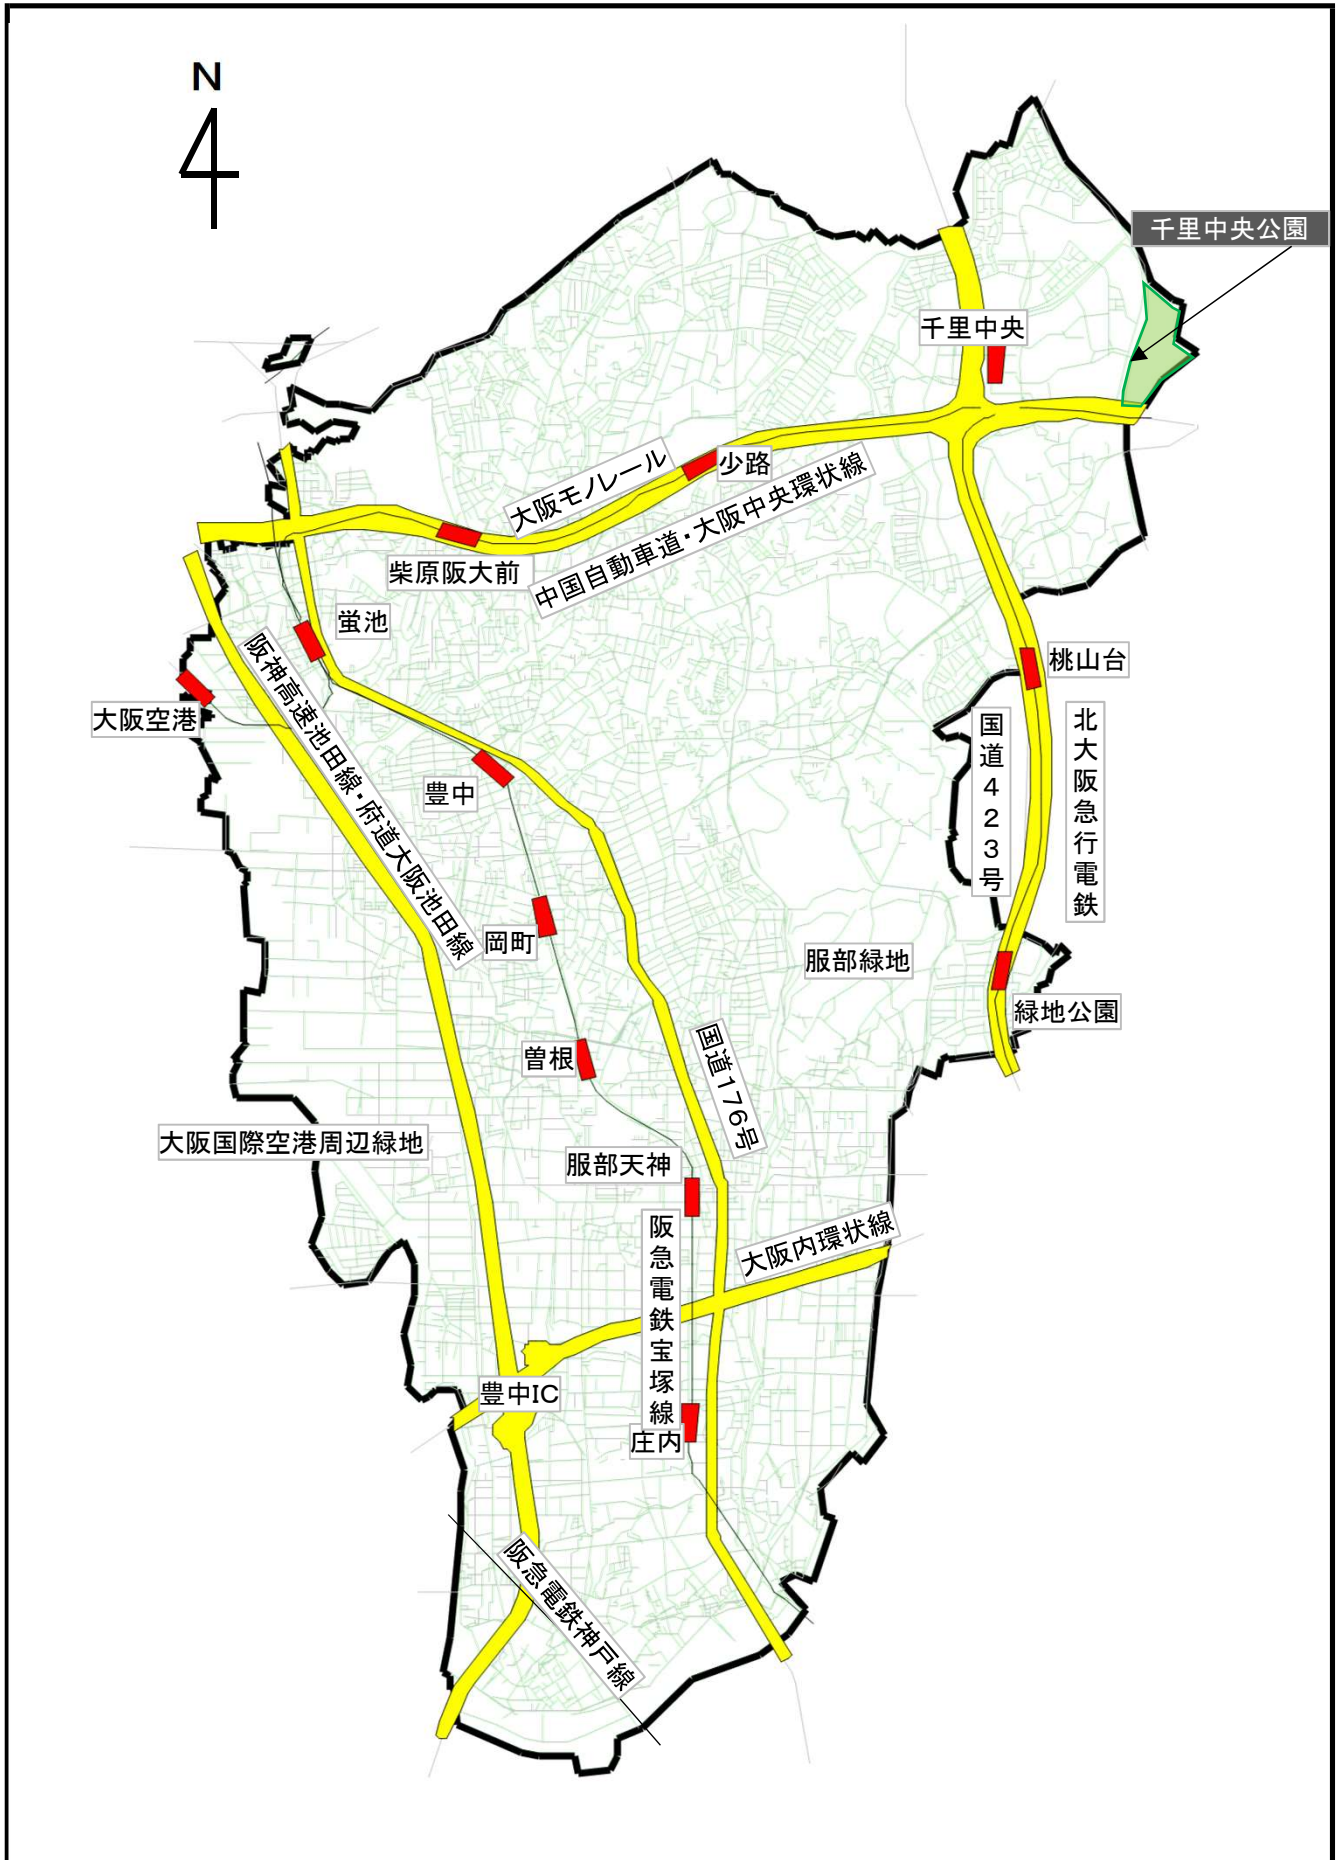 N
千里中央公園
千里中央
大阪モノレール
少路
中国自動車道・大阪中央環状線
柴原阪大前
蛍池
阪神高速池田線・府道大阪池田線
大阪空港
桃山台
国道423号
北大阪急行電鉄
豊中
岡町
服部緑地
緑地公園
曽根
国道176号
大阪国際空港周辺緑地
服部天神
阪急電鉄宝塚線
大阪内環状線
豊中IC
庄内
阪急電鉄神戸線